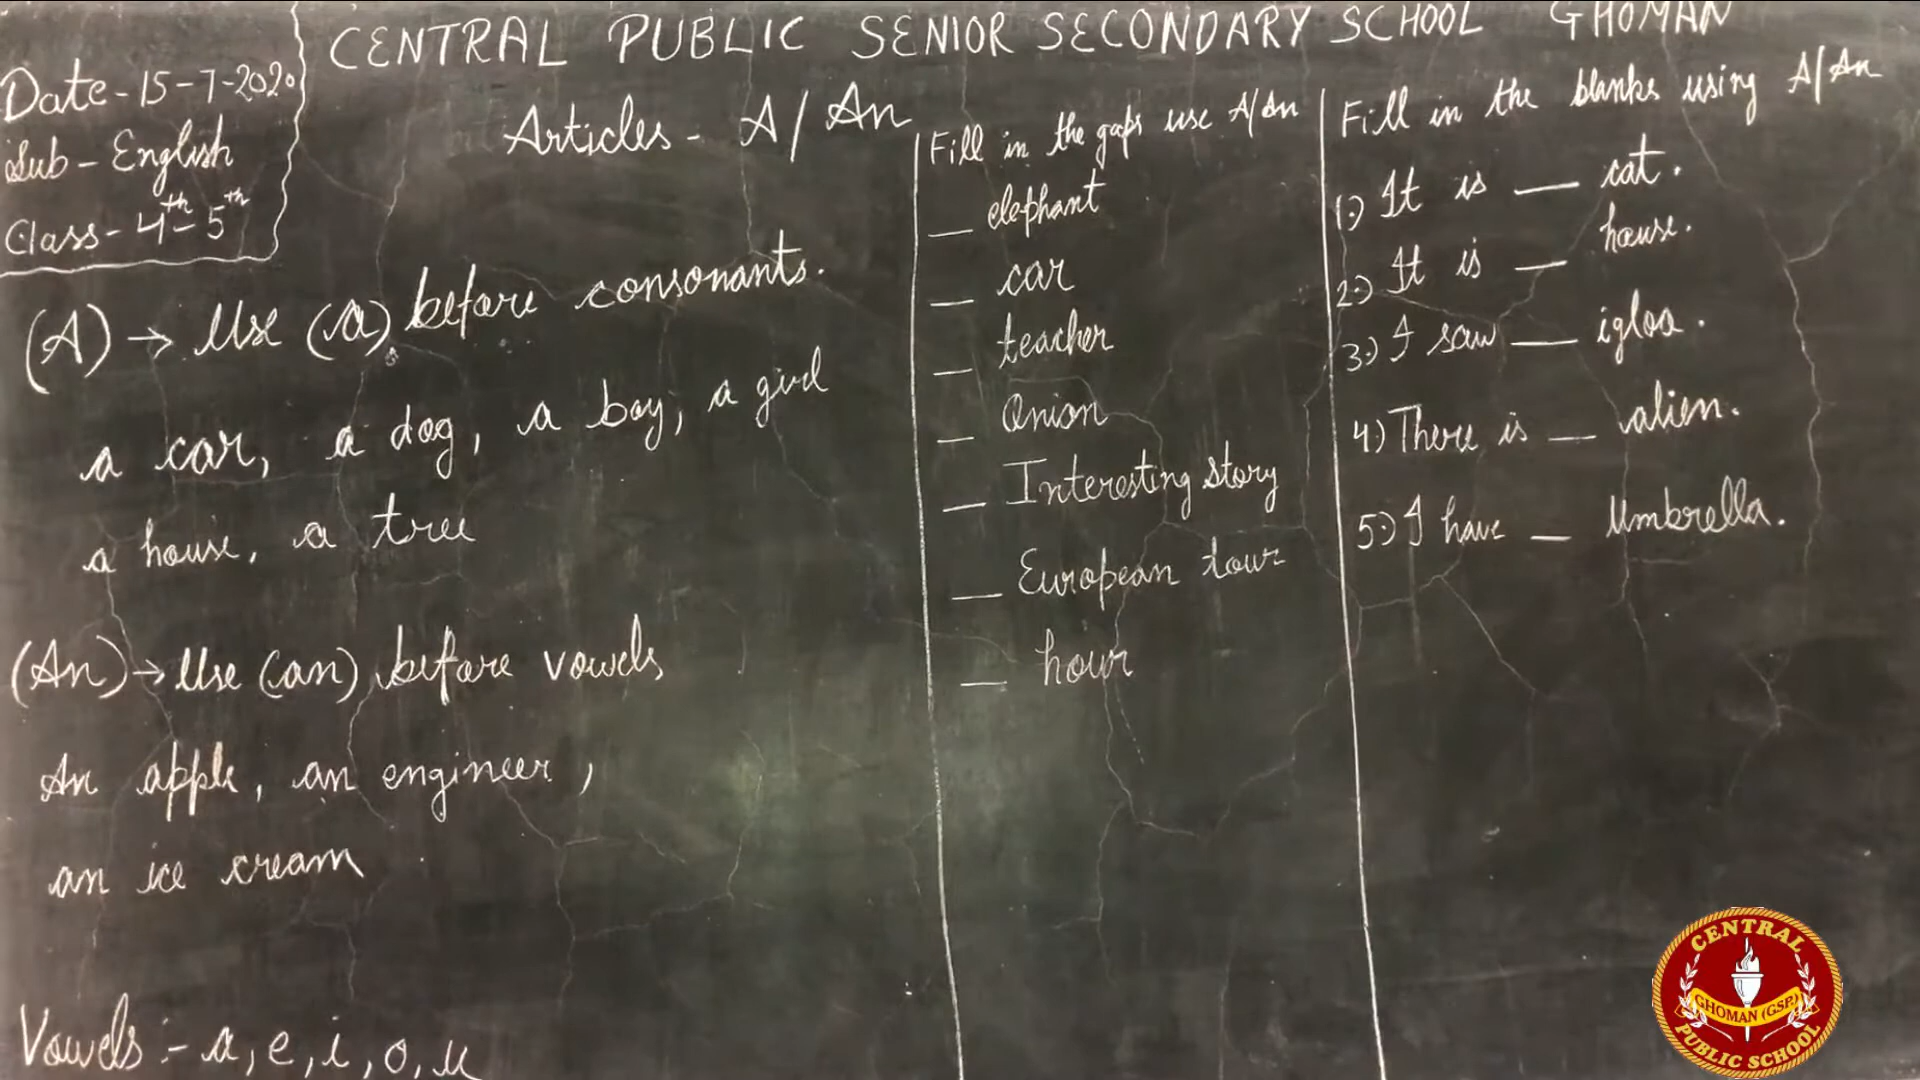 CENTRAL PUBLIC SENIOR SECONDARY SCHOOL GHOMAN
Date-15-7-2020
Sub-English
Class-4th-5th
Articles- A/An
(A) → Use (a) before consonants.
a car, a dog, a boy, a girl
a house, a tree
(An) → Use (an) before vowels
An apple, an engineer,
an ice cream
Vowels:- a, e, i, o, u
Fill in the gaps use A/An
__ elephant
__ car
__ teacher
__ Onion
__ Interesting story
__ European tour
__ hour
Fill in the blanks using A/An
1.) It is __ cat.
2.) It is __ house.
3.) I saw __ igloo.
4.) There is __ alien.
5.) I have __ Umbrella.
CENTRAL
GHOMAN (GSP.)
PUBLIC SCHOOL